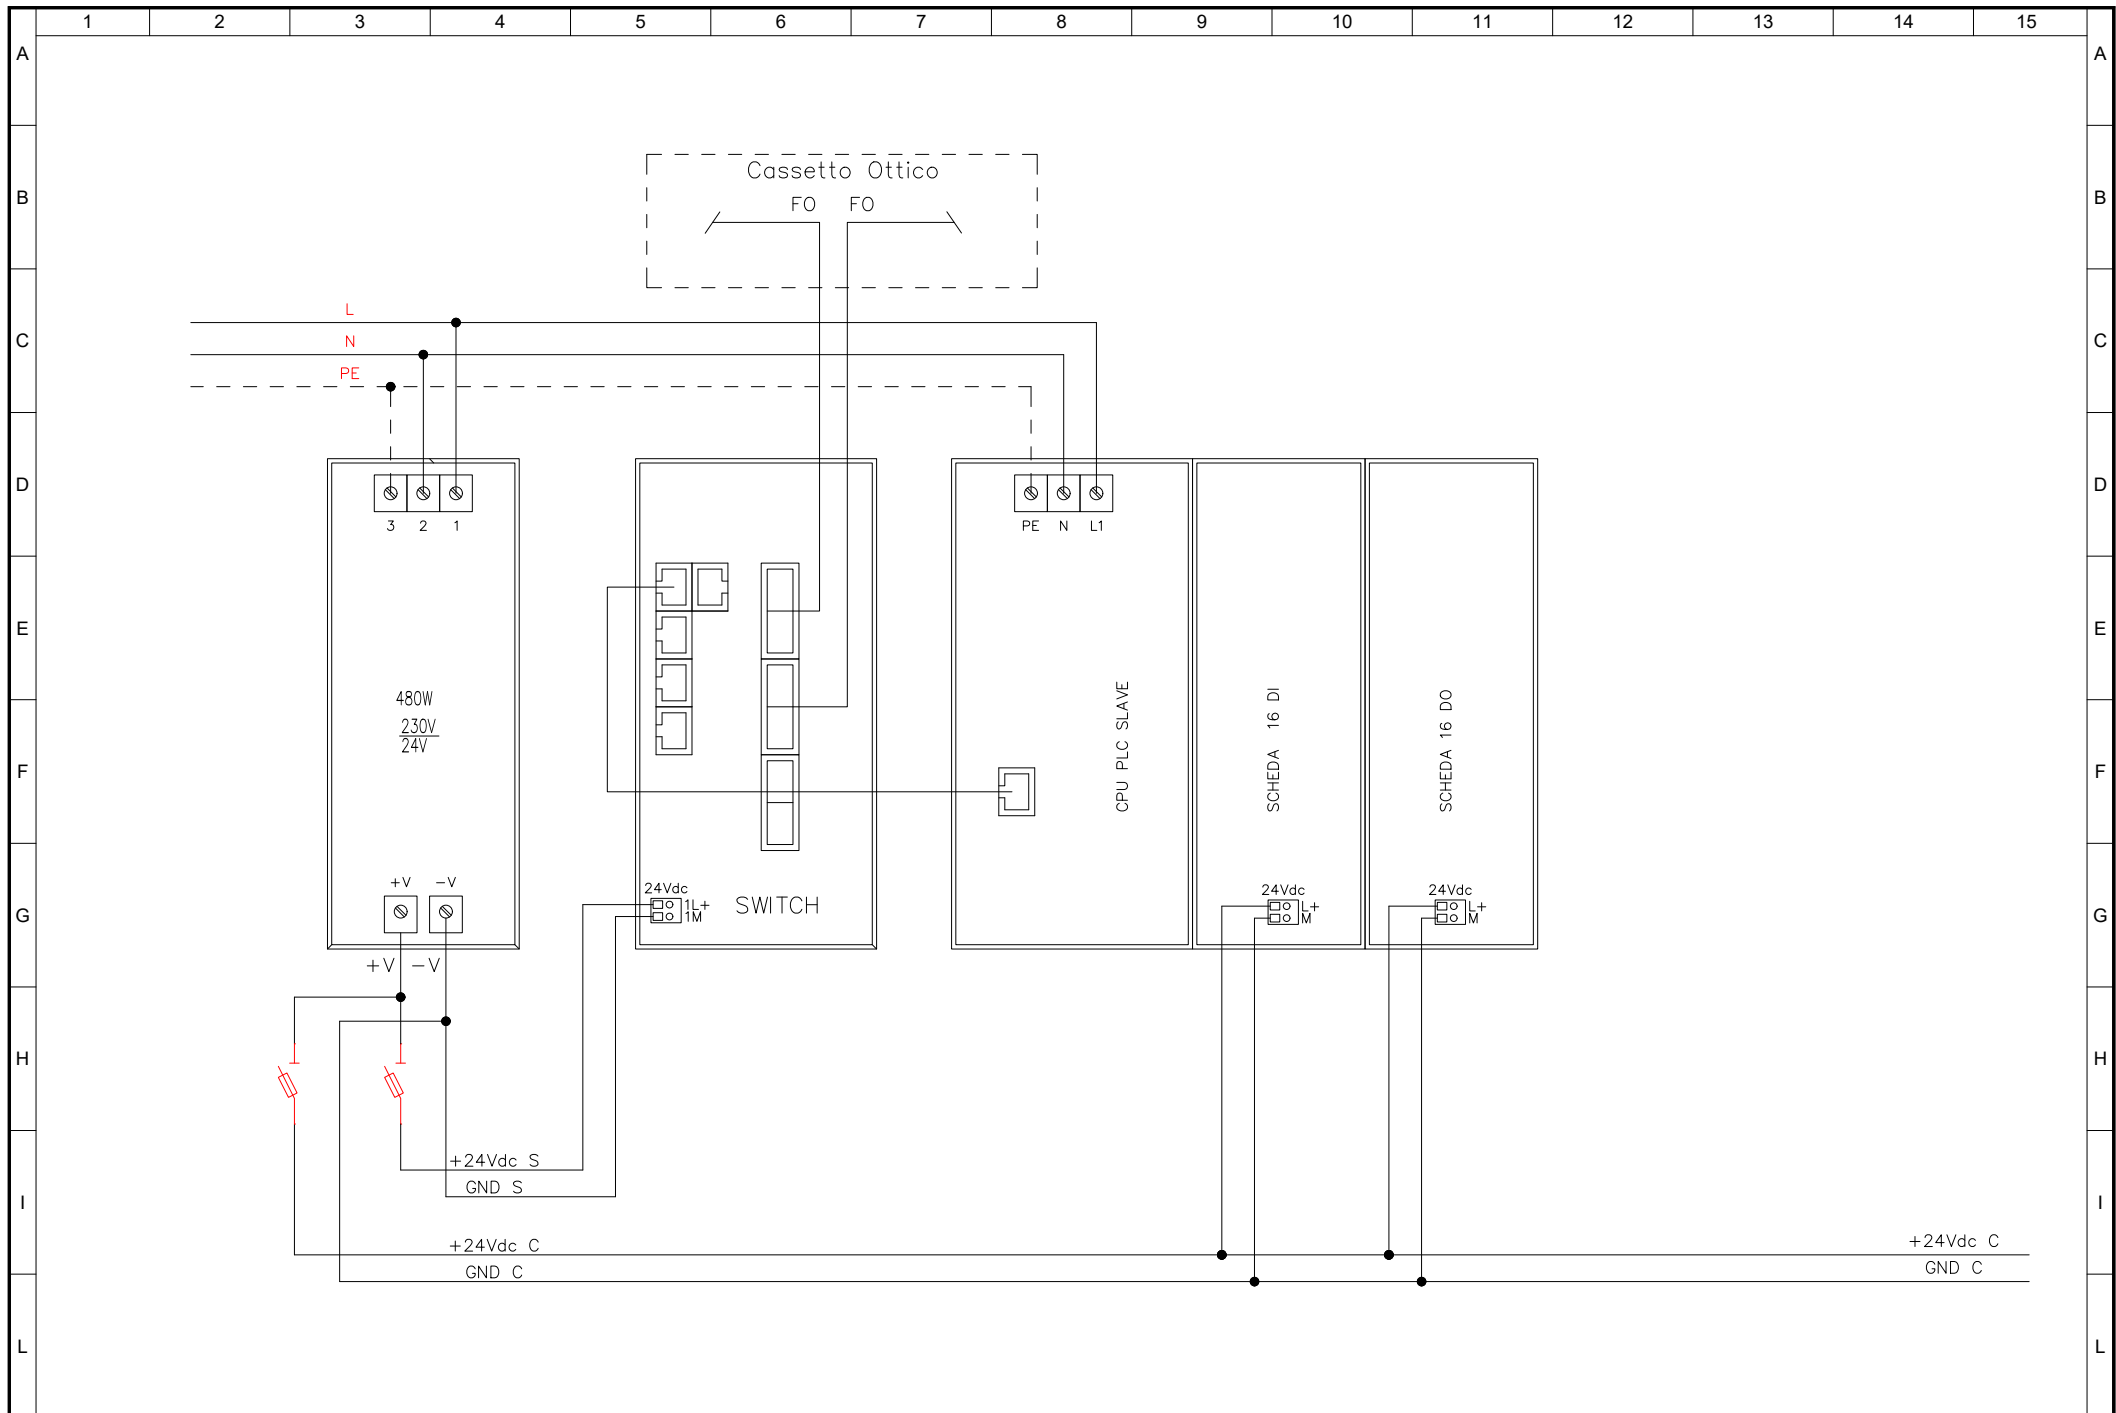 1 2 3 4 5 6 7 8 9 10 11 12 13 14 15
A A
Cassetto Ottico
B B
FO FO
L
C C
N
PE
D D
3 2 1
PE N L1
E E
480W
230V
24V
CPU PLC SLAVE
SCHEDA 16 DI
SCHEDA 16 DO
F F
+V -V
24Vdc
1L+
1M
SWITCH
24Vdc
L+
M
24Vdc
L+
M
G G
+V -V
H H
+24Vdc S
GND S
I I
+24Vdc C
GND C
+24Vdc C
GND C
L L